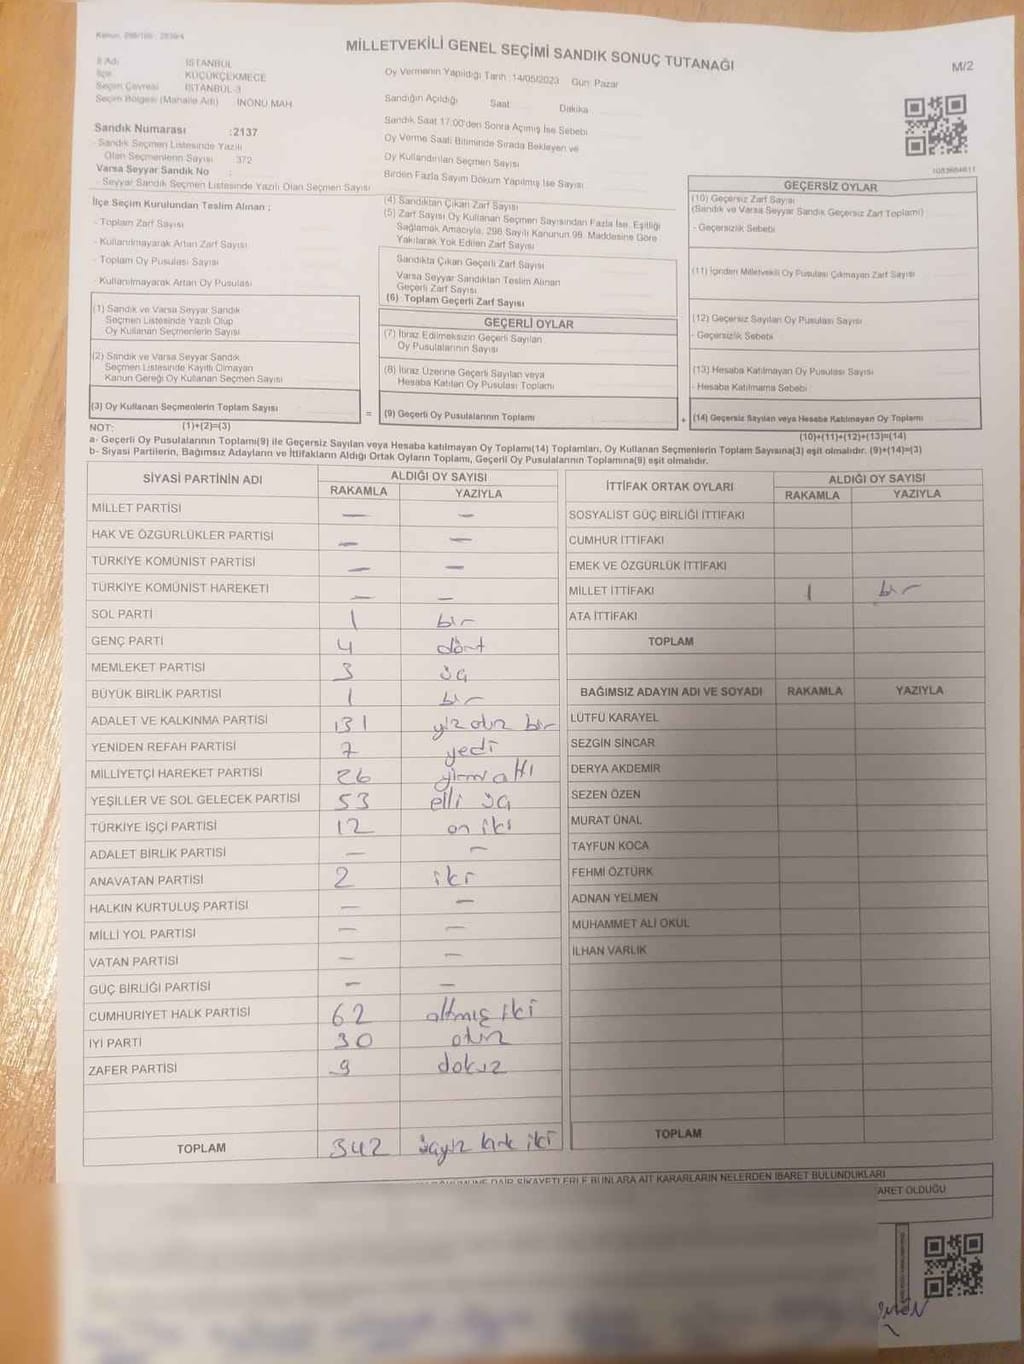 MİLLETVEKİLİ GENEL SEÇİMİ SANDIK SONUÇ TUTANAĞI
M/2
İl Adı İSTANBUL
İlçe KÜÇÜKÇEKMECE
Seçim Çevresi İSTANBUL-3
Seçim Bölgesi (Mahalle Adı) İNÖNÜ MAH.
Sandık Numarası :2137
Sandık Seçmen Listesinde Yazılı
Olan Seçmenlerin Sayısı 372
Varsa Seyyar Sandık No :
Seyyar Sandık Seçmen Listesinde Yazılı Olan Seçmen Sayısı
Oy Vermenin Yapıldığı Tarih :14/05/2023 Gün: Pazar
Sandığın Açıldığı Saat Dakika
Sandık Saat 17:00'den Sonra Açılmış İse Sebebi
Oy Verme Saati Bitiminde Sırada Bekleyen ve
Oy Kullandırılan Seçmen Sayısı
Birden Fazla Sayım Döküm Yapılmış İse Sayısı
İlçe Seçim Kurulundan Teslim Alınan ;
- Toplam Zarf Sayısı
- Kullanılmayarak Artan Zarf Sayısı
- Toplam Oy Pusulası Sayısı
- Kullanılmayarak Artan Oy Pusulası
(1) Sandık ve Varsa Seyyar Sandık
Seçmen Listesinde Yazılı Olup
Oy Kullanan Seçmenlerin Sayısı
(2) Sandık ve Varsa Seyyar Sandık
Seçmen Listesinde Kayıtlı Olmayan
Kanun Gereği Oy Kullanan Seçmen Sayısı
(3) Oy Kullanan Seçmenlerin Toplam Sayısı
(4) Sandıktan Çıkan Zarf Sayısı
(5) Zarf Sayısı Oy Kullanan Seçmen Sayısından Fazla İse, Eşitliği
Sağlamak Amacıyla, 298 Sayılı Kanunun 98. Maddesine Göre
Yakılarak Yok Edilen Zarf Sayısı
Sandıkta Çıkan Geçerli Zarf Sayısı
Varsa Seyyar Sandıktan Teslim Alınan
Geçerli Zarf Sayısı
(6) Toplam Geçerli Zarf Sayısı
GEÇERLİ OYLAR
(7) İtiraz Edilmeksizin Geçerli Sayılan
Oy Pusulalarının Sayısı
(8) İtiraz Üzerine Geçerli Sayılan veya
Hesaba Katılan Oy Pusulası Toplamı
= (9) Geçerli Oy Pusulalarının Toplamı
1083684611
GEÇERSİZ OYLAR
(10) Geçersiz Zarf Sayısı
(Sandık ve Varsa Seyyar Sandık Geçersiz Zarf Toplamı)
- Geçersizlik Sebebi
(11) İçinden Milletvekili Oy Pusulası Çıkmayan Zarf Sayısı
(12) Geçersiz Sayılan Oy Pusulası Sayısı
- Geçersizlik Sebebi
(13) Hesaba Katılmayan Oy Pusulası Sayısı
- Hesaba Katılmama Sebebi
+ (14) Geçersiz Sayılan veya Hesaba Katılmayan Oy Toplamı
NOT: (1)+(2)=(3) (10)+(11)+(12)+(13)=(14)
a- Geçerli Oy Pusulalarının Toplamı(9) ile Geçersiz Sayılan veya Hesaba katılmayan Oy Toplamı(14) Toplamları, Oy Kullanan Seçmenlerin Toplam Sayısına(3) eşit olmalıdır. (9)+(14)=(3)
b- Siyasi Partilerin, Bağımsız Adayların ve İttifakların Aldığı Ortak Oyların Toplamı, Geçerli Oy Pusulalarının Toplamına(9) eşit olmalıdır.
SİYASİ PARTİNİN ADI ALDIĞI OY SAYISI
RAKAMLA YAZIYLA
MİLLET PARTİSİ — —
HAK VE ÖZGÜRLÜKLER PARTİSİ — —
TÜRKİYE KOMÜNİST PARTİSİ — —
TÜRKİYE KOMÜNİST HAREKETİ — —
SOL PARTİ 1 bir
GENÇ PARTİ 4 dört
MEMLEKET PARTİSİ 3 üç
BÜYÜK BİRLİK PARTİSİ 1 bir
ADALET VE KALKINMA PARTİSİ 131 yüz otuz bir
YENİDEN REFAH PARTİSİ 7 yedi
MİLLİYETÇİ HAREKET PARTİSİ 26 yirmi altı
YEŞİLLER VE SOL GELECEK PARTİSİ 53 elli üç
TÜRKİYE İŞÇİ PARTİSİ 12 on iki
ADALET BİRLİK PARTİSİ — —
ANAVATAN PARTİSİ 2 iki
HALKIN KURTULUŞ PARTİSİ — —
MİLLİ YOL PARTİSİ — —
VATAN PARTİSİ — —
GÜÇ BİRLİĞİ PARTİSİ — —
CUMHURİYET HALK PARTİSİ 62 altmış iki
İYİ PARTİ 30 otuz
ZAFER PARTİSİ 9 dokuz
TOPLAM 342 üçyüz kırk iki
İTTİFAK ORTAK OYLARI ALDIĞI OY SAYISI
RAKAMLA YAZIYLA
SOSYALİST GÜÇ BİRLİĞİ İTTİFAKI
CUMHUR İTTİFAKI
EMEK VE ÖZGÜRLÜK İTTİFAKI
MİLLET İTTİFAKI 1 bir
ATA İTTİFAKI
TOPLAM
BAĞIMSIZ ADAYIN ADI VE SOYADI RAKAMLA YAZIYLA
LÜTFÜ KARAYEL
SEZGİN SİNCAR
DERYA AKDEMİR
SEZEN ÖZEN
MURAT ÜNAL
TAYFUN KOCA
FEHMİ ÖZTÜRK
ADNAN YELMEN
MUHAMMET ALİ OKUL
İLHAN VARLIK
TOPLAM
DAİR ŞİKAYETLERLE BUNLARA AİT KARARLARIN NELERDEN İBARET BULUNDUKLARI
OLDUĞU